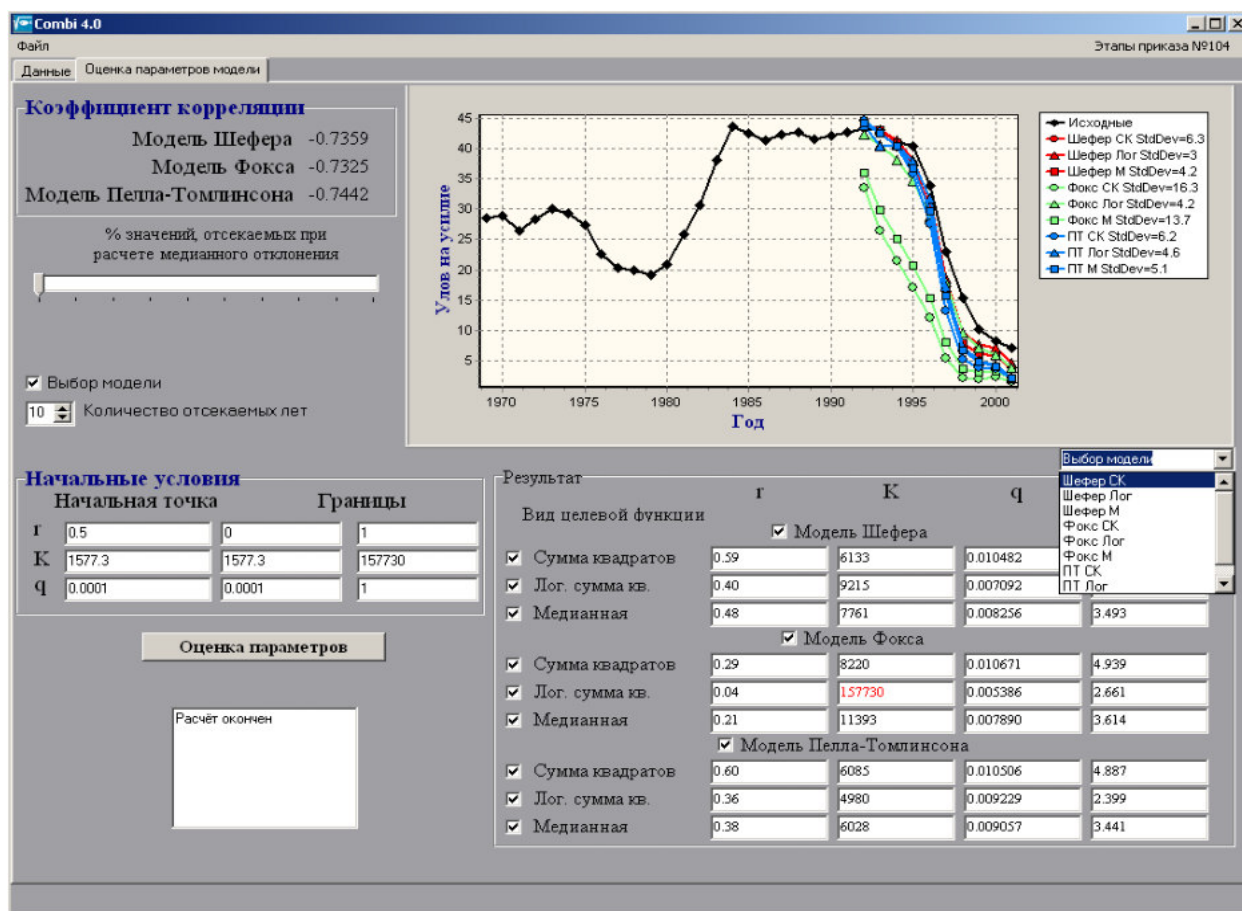 Combi 4.0
Файл
Этапы приказа №104
Данные
Оценка параметров модели
Коэффициент корреляции
Модель Шефера -0.7359
Модель Фокса -0.7325
Модель Пелла-Томлинсона -0.7442
% значений, отсекаемых при
расчете медианного отклонения
Выбор модели
10 Количество отсекаемых лет
Улов на усилие
45
40
35
30
25
20
15
10
5
1970 1975 1980 1985 1990 1995 2000
Год
Исходные
Шефер СК StdDev=6.3
Шефер Лог StdDev=3
Шефер М StdDev=4.2
Фокс СК StdDev=16.3
Фокс Лог StdDev=4.2
Фокс М StdDev=13.7
ПТ СК StdDev=6.2
ПТ Лог StdDev=4.6
ПТ М StdDev=5.1
Начальные условия
Начальная точка Границы
r 0.5 0 1
K 1577.3 1577.3 157730
q 0.0001 0.0001 1
Оценка параметров
Расчёт окончен
Выбор модели
Шефер СК
Шефер Лог
Шефер М
Фокс СК
Фокс Лог
Фокс М
ПТ СК
ПТ Лог
Результат
r K q
Вид целевой функции
Модель Шефера
Сумма квадратов 0.59 6133 0.010482
Лог. сумма кв. 0.40 9215 0.007092
Медианная 0.48 7761 0.008256 3.493
Модель Фокса
Сумма квадратов 0.29 8220 0.010671 4.939
Лог. сумма кв. 0.04 157730 0.005386 2.661
Медианная 0.21 11393 0.007890 3.614
Модель Пелла-Томлинсона
Сумма квадратов 0.60 6085 0.010506 4.887
Лог. сумма кв. 0.36 4980 0.009229 2.399
Медианная 0.38 6028 0.009057 3.441